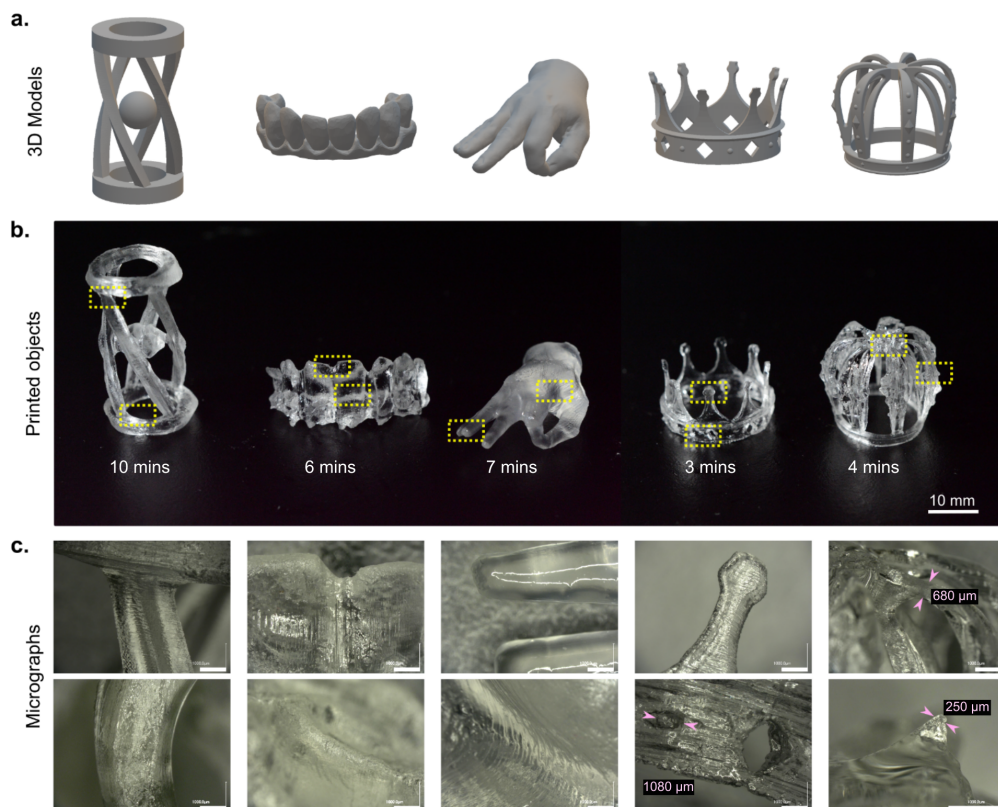 a.
3D Models
b.
Printed objects
10 mins
6 mins
7 mins
3 mins
4 mins
10 mm
c.
Micrographs
680 µm
250 µm
1080 µm